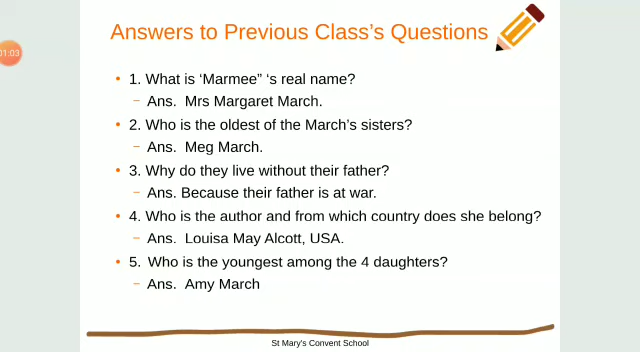 Answers to Previous Class's Questions
01:03
• 1. What is ‘Marmee” ‘s real name?
– Ans. Mrs Margaret March.
• 2. Who is the oldest of the March’s sisters?
– Ans. Meg March.
• 3. Why do they live without their father?
– Ans. Because their father is at war.
• 4. Who is the author and from which country does she belong?
– Ans. Louisa May Alcott, USA.
• 5. Who is the youngest among the 4 daughters?
– Ans. Amy March
St Mary's Convent School